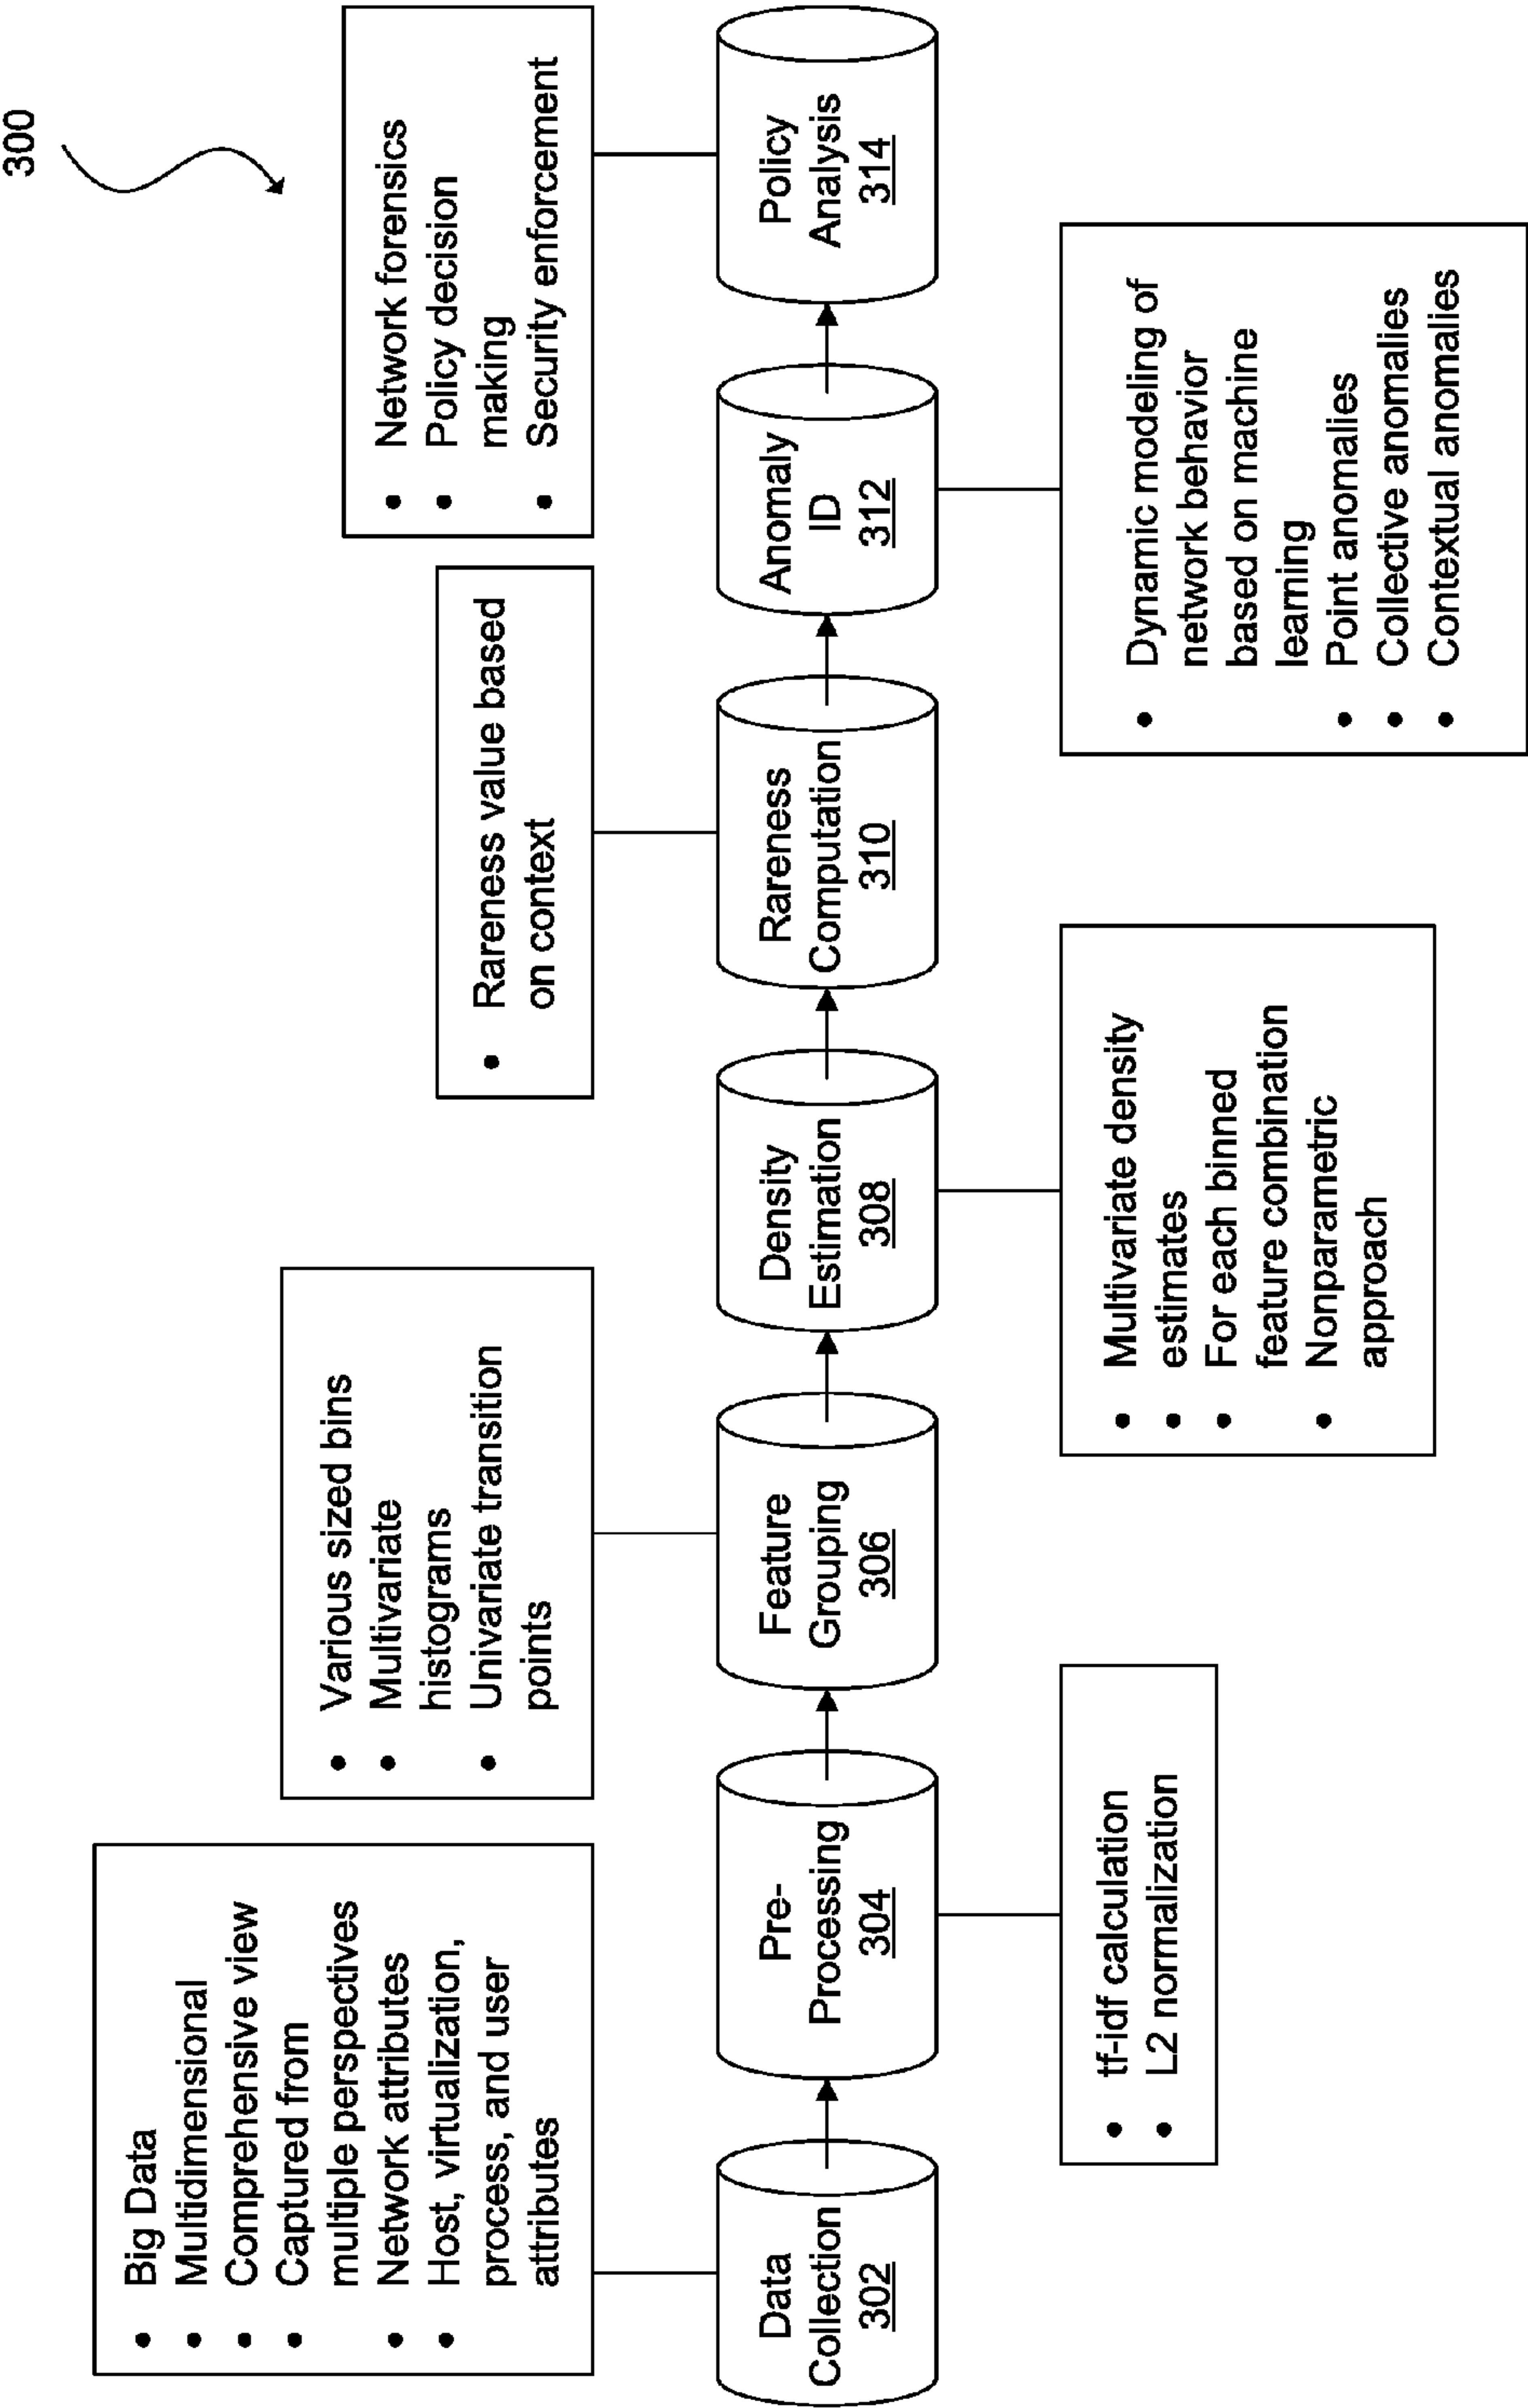 300
• Big Data
• Multidimensional
• Comprehensive view
• Captured from
multiple perspectives
• Network attributes
• Host, virtualization,
process, and user
attributes
• Various sized bins
• Multivariate
histograms
• Univariate transition
points
• Rareness value based
on context
• Network forensics
• Policy decision
making
• Security enforcement
Data
Collection
302
Pre-
Processing
304
Feature
Grouping
306
Density
Estimation
308
Rareness
Computation
310
Anomaly
ID
312
Policy
Analysis
314
• tf-idf calculation
• L2 normalization
• Multivariate density
• estimates
• For each binned
feature combination
• Nonparametric
approach
• Dynamic modeling of
network behavior
based on machine
learning
• Point anomalies
• Collective anomalies
• Contextual anomalies